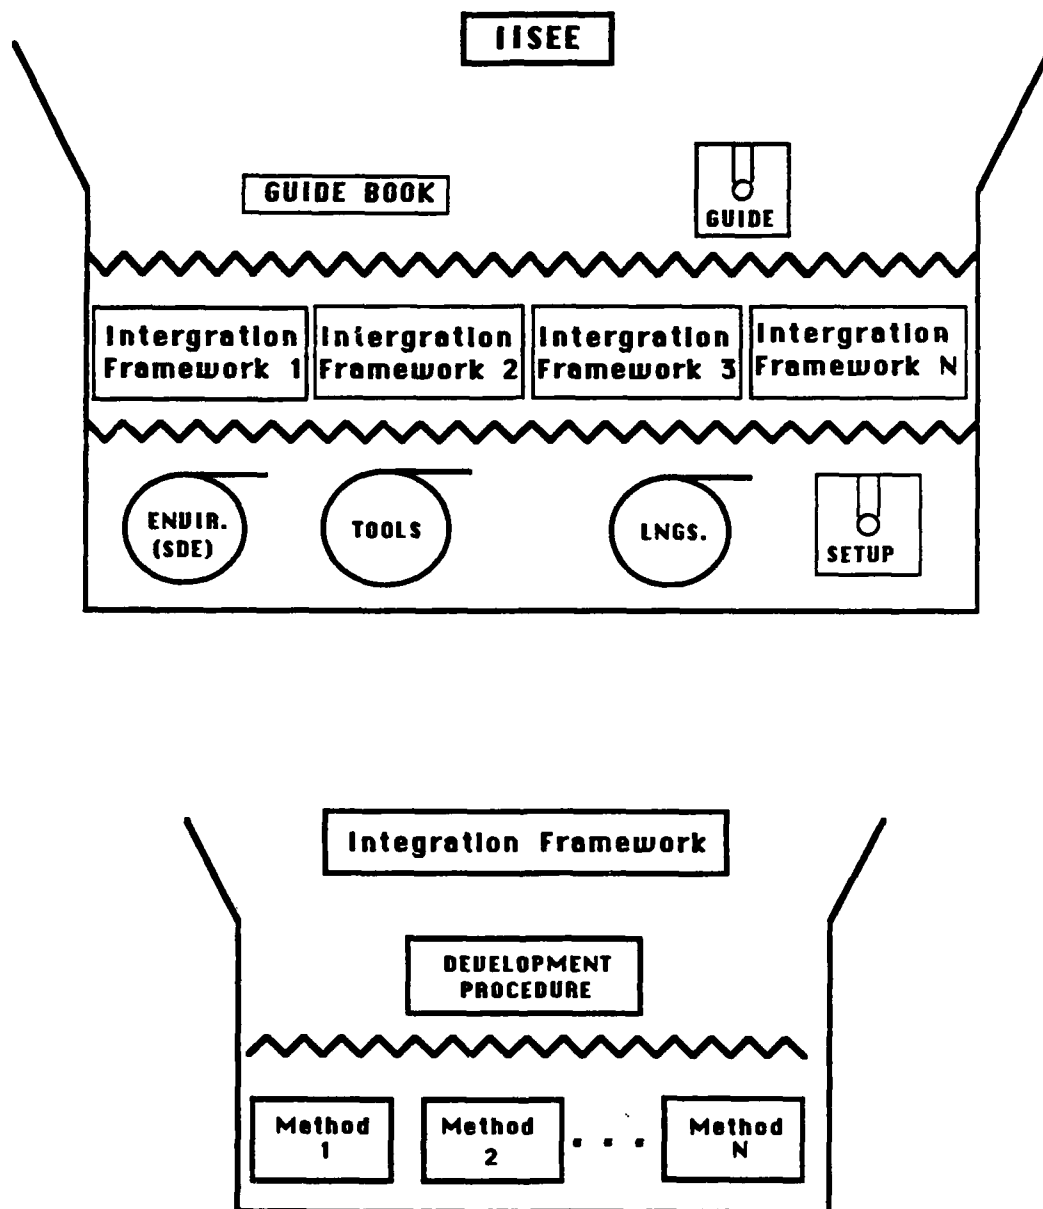 IISEE
GUIDE BOOK
GUIDE
Intergration
Framework 1
Intergration
Framework 2
Intergration
Framework 3
Intergration
Framework N
ENVIR.
(SDE)
TOOLS
LNGS.
SETUP
Integration Framework
DEVELOPMENT
PROCEDURE
Method
1
Method
2
. . .
Method
N